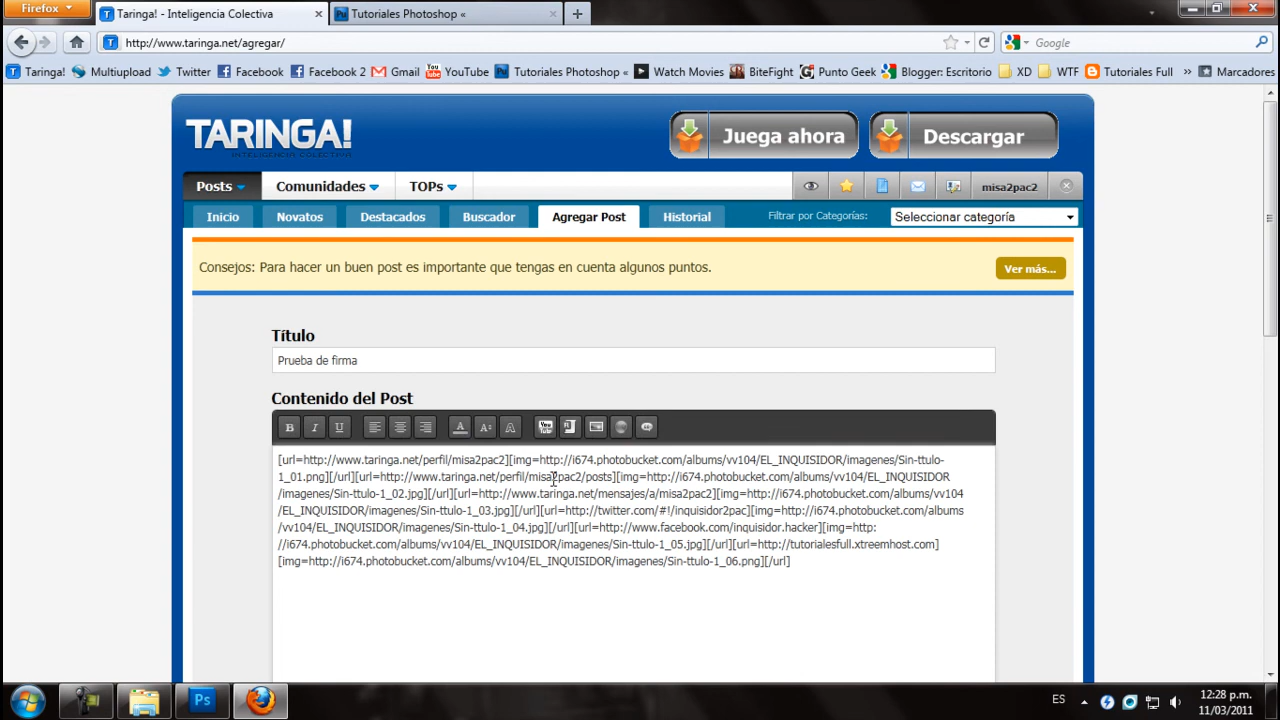 Firefox
Taringa! - Inteligencia Colectiva
Tutoriales Photoshop «
http://www.taringa.net/agregar/
Google
Taringa!
Multiupload
Twitter
Facebook
Facebook 2
Gmail
YouTube
Tutoriales Photoshop «
Watch Movies
BiteFight
Punto Geek
Blogger: Escritorio
XD
WTF
Tutoriales Full
»
Marcadores
TARINGA!
INTELIGENCIA COLECTIVA
Juega ahora
Descargar
Posts
Comunidades
TOPs
misa2pac2
Inicio
Novatos
Destacados
Buscador
Agregar Post
Historial
Filtrar por Categorías:
Seleccionar categoría
Consejos: Para hacer un buen post es importante que tengas en cuenta algunos puntos.
Ver más...
Título
Prueba de firma
Contenido del Post
[url=http://www.taringa.net/perfil/misa2pac2][img=http://i674.photobucket.com/albums/vv104/EL_INQUISIDOR/imagenes/Sin-ttulo-
1_01.png][/url][url=http://www.taringa.net/perfil/misa2pac2/posts][img=http://i674.photobucket.com/albums/vv104/EL_INQUISIDOR
/imagenes/Sin-ttulo-1_02.jpg][/url][url=http://www.taringa.net/mensajes/a/misa2pac2][img=http://i674.photobucket.com/albums/vv104
/EL_INQUISIDOR/imagenes/Sin-ttulo-1_03.jpg][/url][url=http://twitter.com/#!/inquisidor2pac][img=http://i674.photobucket.com/albums
/vv104/EL_INQUISIDOR/imagenes/Sin-ttulo-1_04.jpg][/url][url=http://www.facebook.com/inquisidor.hacker][img=http:
//i674.photobucket.com/albums/vv104/EL_INQUISIDOR/imagenes/Sin-ttulo-1_05.jpg][/url][url=http://tutorialesfull.xtreemhost.com]
[img=http://i674.photobucket.com/albums/vv104/EL_INQUISIDOR/imagenes/Sin-ttulo-1_06.png][/url]
Ps
ES
12:28 p.m.
11/03/2011